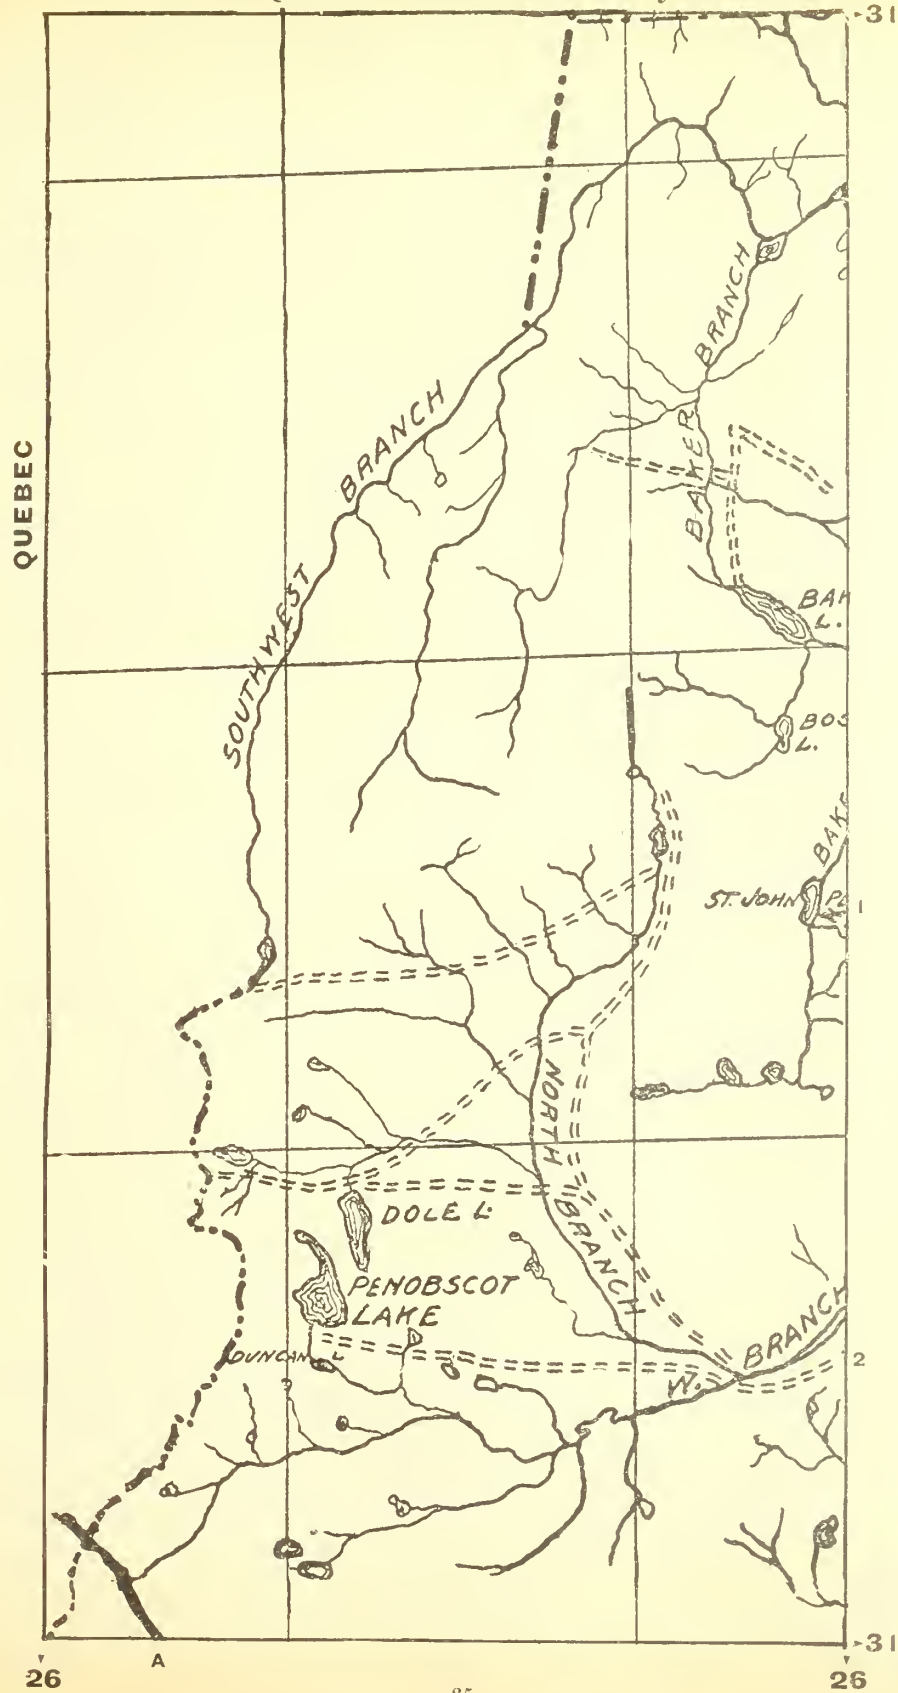 31
QUEBEC
SOUTHWEST BRANCH
BAKER BRANCH
BAK
L.
BOS
L.
BAKE
ST. JOHN
1
NORTH BRANCH
DOLE L.
PENOBSCOT
LAKE
DUNCAN L
W. BRANCH
2
31
A
26
26